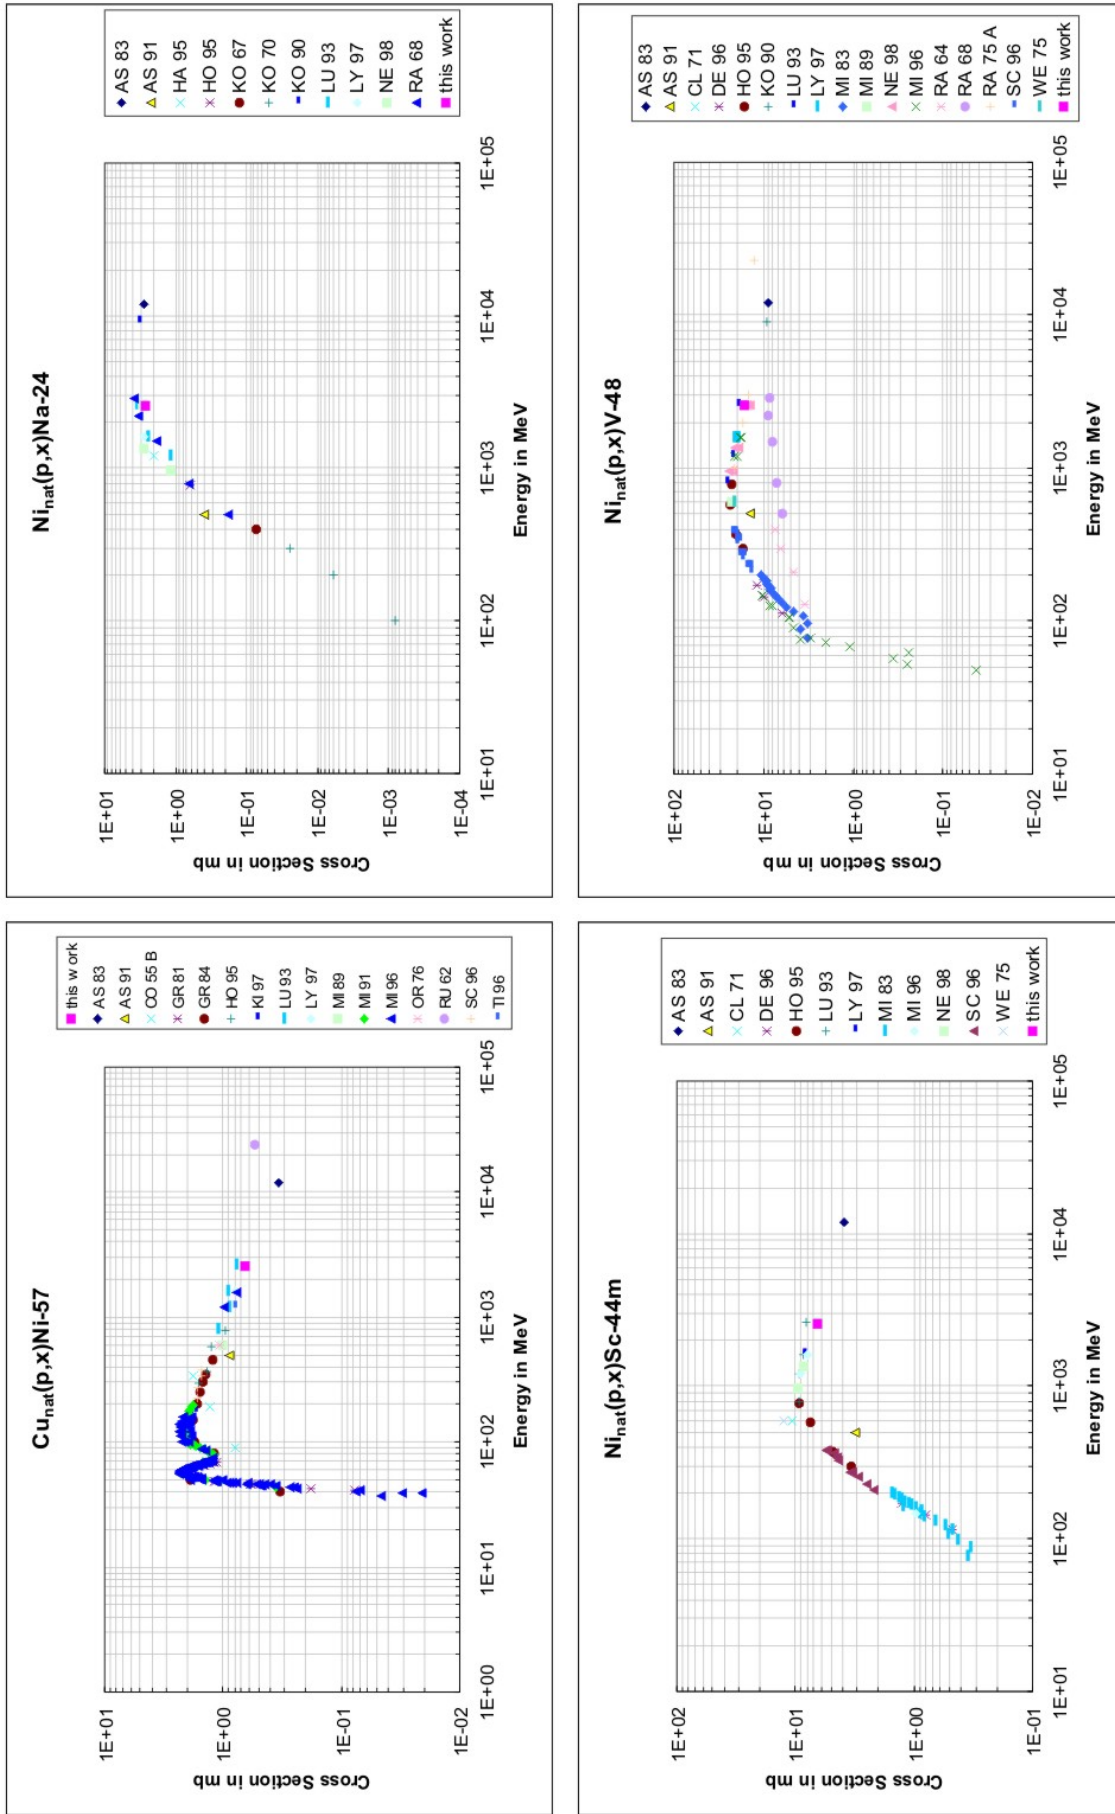 Cu nat(p,x)Ni-57
1E+01
1E+00
1E-01
1E-02
Cross Section in mb
1E+00
1E+01
1E+02
1E+03
1E+04
1E+05
Energy in MeV
this w ork
AS 83
AS 91
CO 55 B
GR 81
GR 84
HO 95
KI 97
LU 93
LY 97
MI 89
MI 91
MI 96
OR 76
RU 62
SC 96
TI 96
Ni nat(p,x)Na-24
1E+01
1E+00
1E-01
1E-02
1E-03
1E-04
Cross Section in mb
1E+01
1E+02
1E+03
1E+04
1E+05
Energy in MeV
AS 83
AS 91
HA 95
HO 95
KO 67
KO 70
KO 90
LU 93
LY 97
NE 98
RA 68
this work
Ni nat(p,x)Sc-44m
1E+02
1E+01
1E+00
1E-01
Cross Section in mb
1E+01
1E+02
1E+03
1E+04
1E+05
Energy in MeV
AS 83
AS 91
CL 71
DE 96
HO 95
LU 93
LY 97
MI 83
MI 96
NE 98
SC 96
WE 75
this work
Ni nat(p,x)V-48
1E+02
1E+01
1E+00
1E-01
1E-02
Cross Section in mb
1E+01
1E+02
1E+03
1E+04
1E+05
Energy in MeV
AS 83
AS 91
CL 71
DE 96
HO 95
KO 90
LU 93
LY 97
MI 83
MI 89
NE 98
MI 96
RA 64
RA 68
RA 75 A
SC 96
WE 75
this work